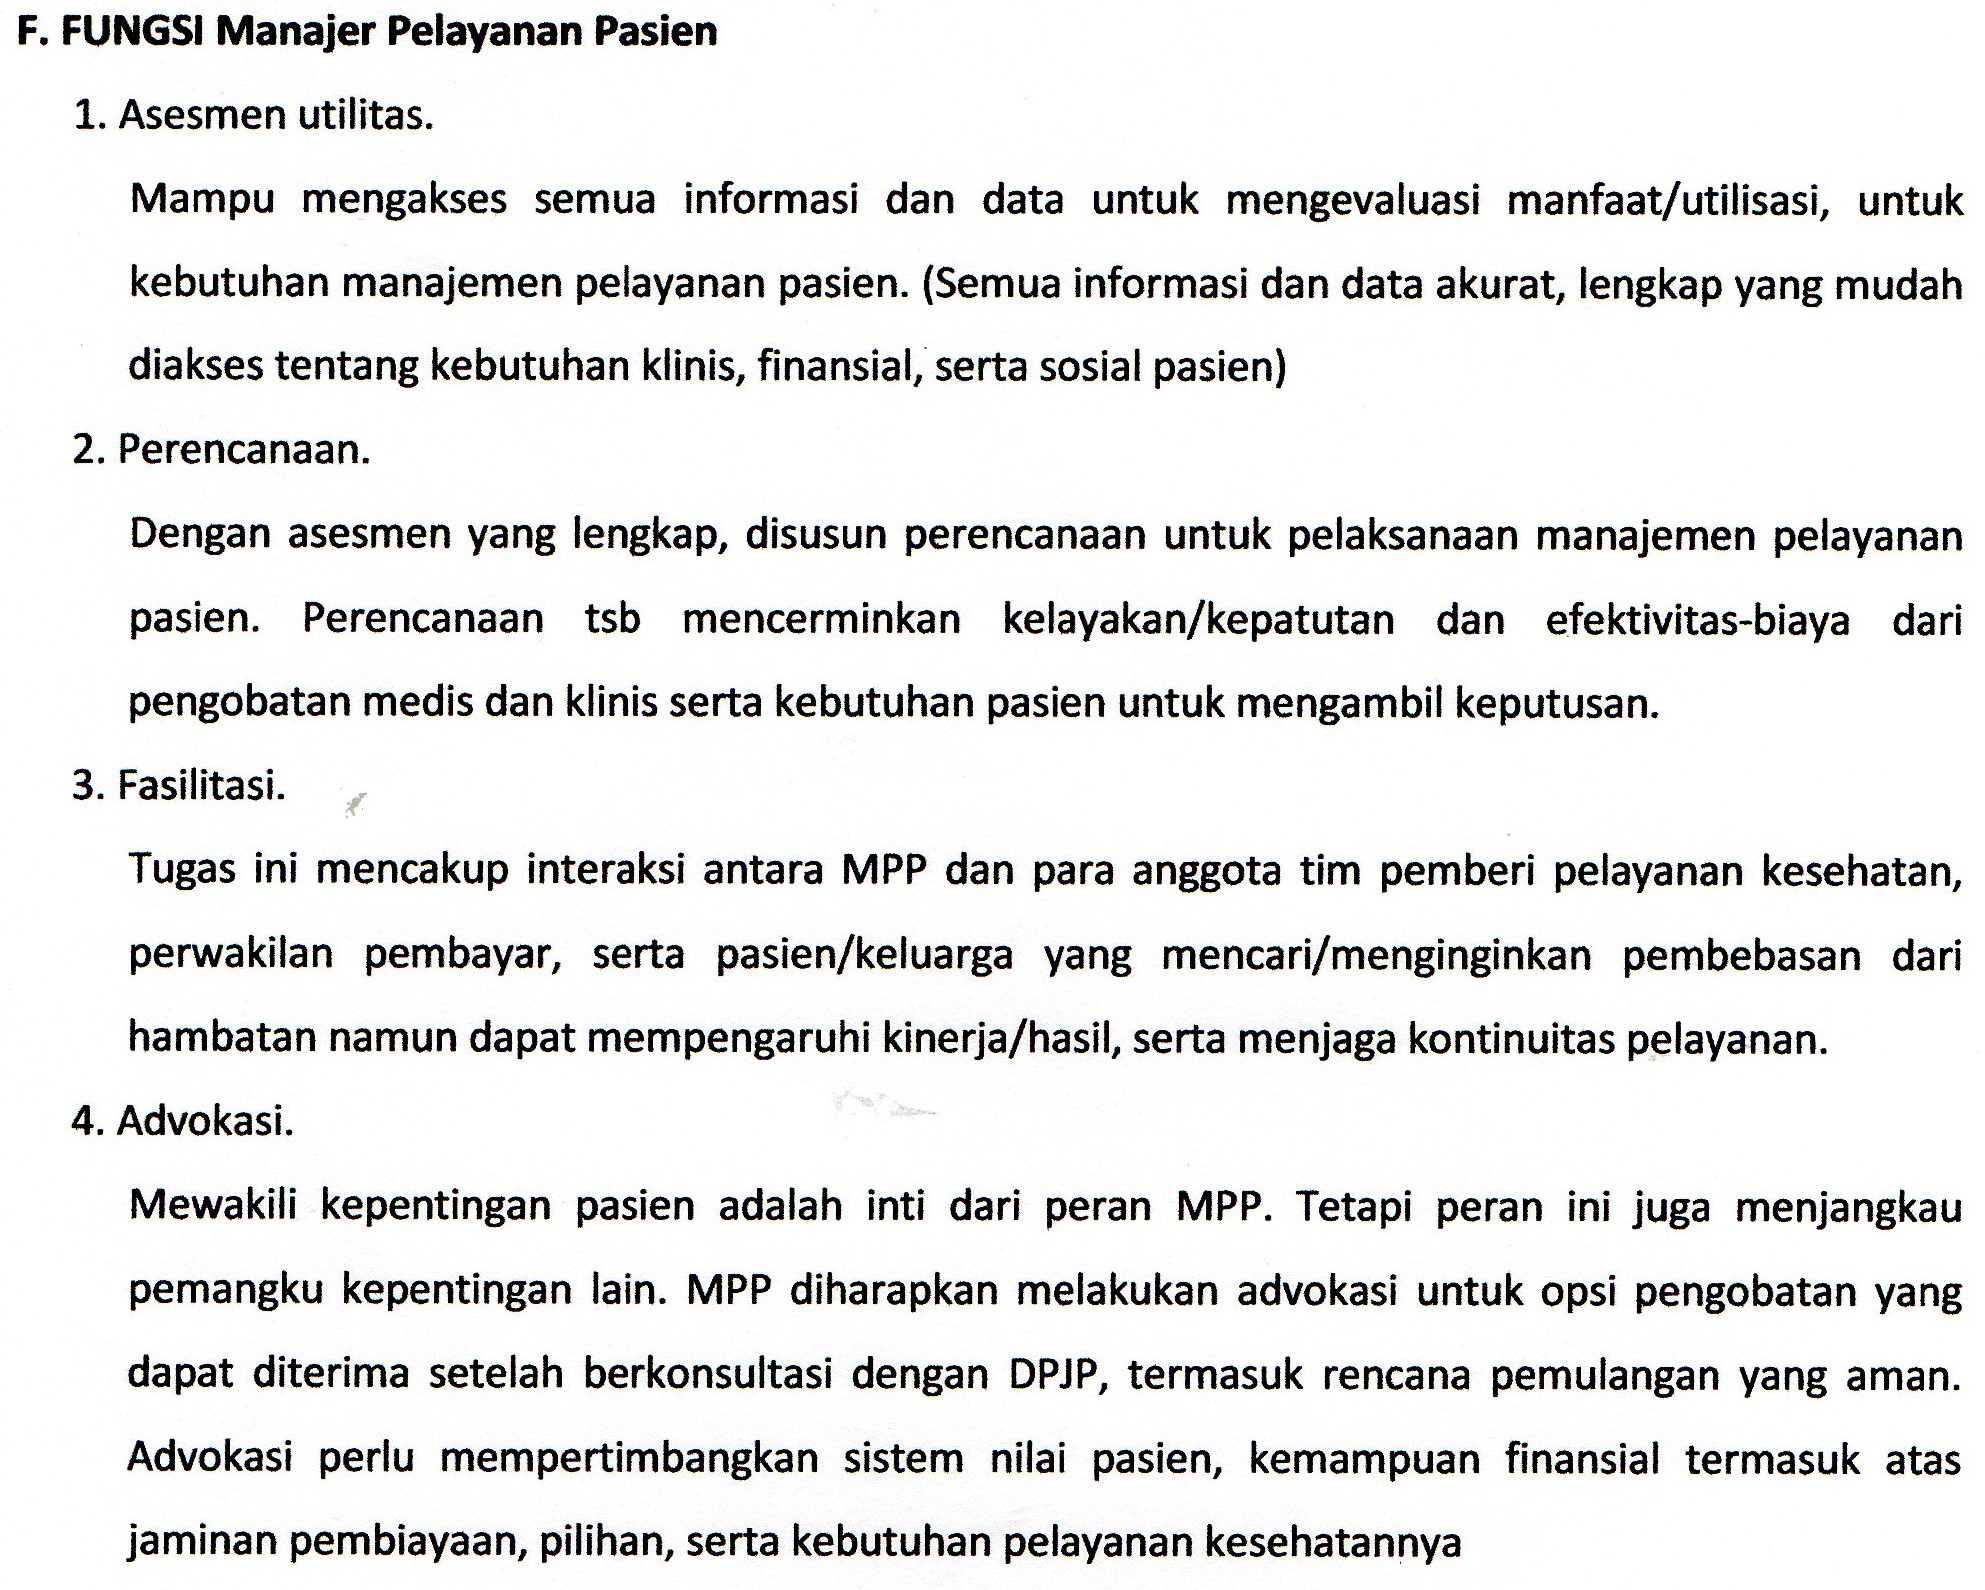 F. FUNGSI Manajer Pelayanan Pasien
1. Asesmen utilitas.
Mampu mengakses semua informasi dan data untuk mengevaluasi manfaat/utilisasi, untuk
kebutuhan manajemen pelayanan pasien. (Semua informasi dan data akurat, lengkap yang mudah
diakses tentang kebutuhan klinis, finansial, serta sosial pasien)
2. Perencanaan.
Dengan asesmen yang lengkap, disusun perencanaan untuk pelaksanaan manajemen pelayanan
pasien. Perencanaan tsb mencerminkan kelayakan/kepatutan dan efektivitas-biaya dari
pengobatan medis dan klinis serta kebutuhan pasien untuk mengambil keputusan.
3. Fasilitasi.
Tugas ini mencakup interaksi antara MPP dan para anggota tim pemberi pelayanan kesehatan,
perwakilan pembayar, serta pasien/keluarga yang mencari/menginginkan pembebasan dari
hambatan namun dapat mempengaruhi kinerja/hasil, serta menjaga kontinuitas pelayanan.
4. Advokasi.
Mewakili kepentingan pasien adalah inti dari peran MPP. Tetapi peran ini juga menjangkau
pemangku kepentingan lain. MPP diharapkan melakukan advokasi untuk opsi pengobatan yang
dapat diterima setelah berkonsultasi dengan DPJP, termasuk rencana pemulangan yang aman.
Advokasi perlu mempertimbangkan sistem nilai pasien, kemampuan finansial termasuk atas
jaminan pembiayaan, pilihan, serta kebutuhan pelayanan kesehatannya